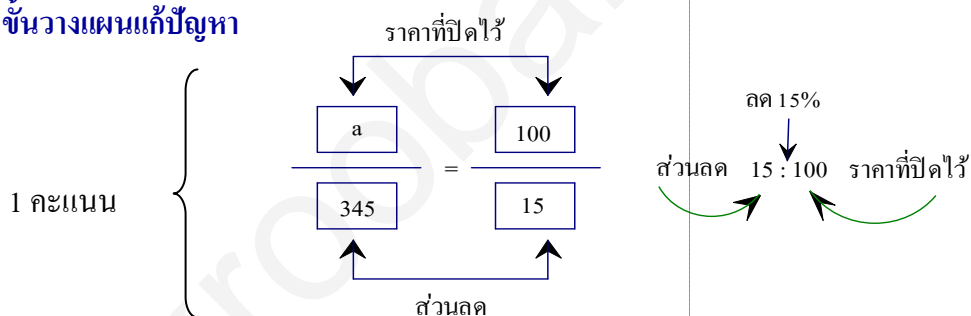 ขั้นวางแผนแก้ปัญหา
ราคาที่ปิดไว้
ลด 15%
a
100
=
ส่วนลด 15 : 100 ราคาที่ปิดไว้
1 คะแนน
345
15
ส่วนลด